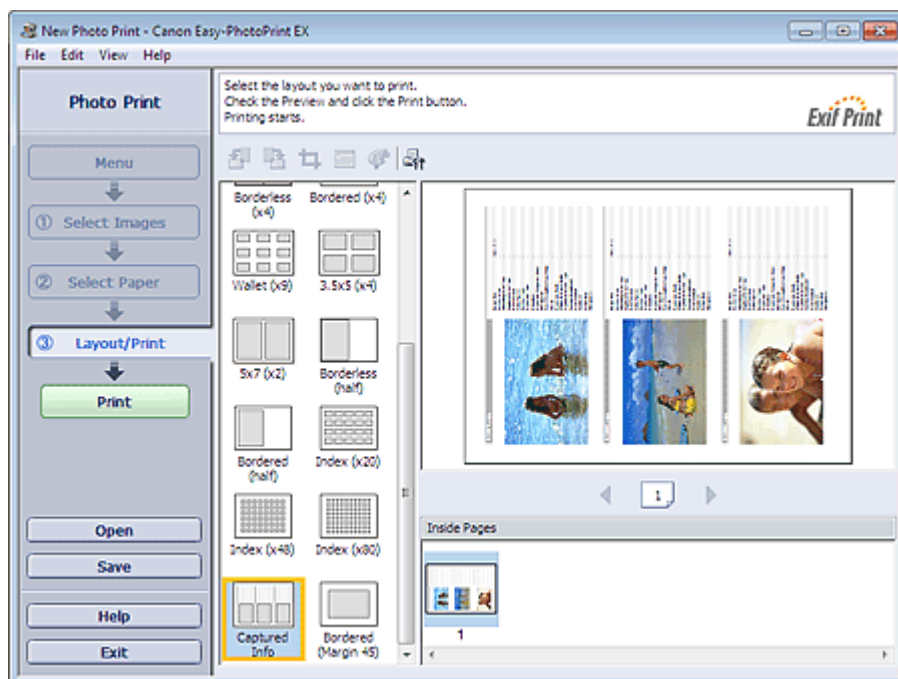 New Photo Print - Canon Easy-PhotoPrint EX
File Edit View Help
Photo Print
Select the layout you want to print.
Check the Preview and click the Print button.
Printing starts.
Exif Print
Menu
① Select Images
② Select Paper
③ Layout/Print
Print
Open
Save
Help
Exit
Borderless
(x4)
Bordered (x4)
Wallet (x9)
3.5x5 (x4)
5x7 (x2)
Borderless
(half)
Bordered
(half)
Index (x20)
Index (x48)
Index (x80)
Captured
Info
Bordered
(Margin 45)
1
Inside Pages
1